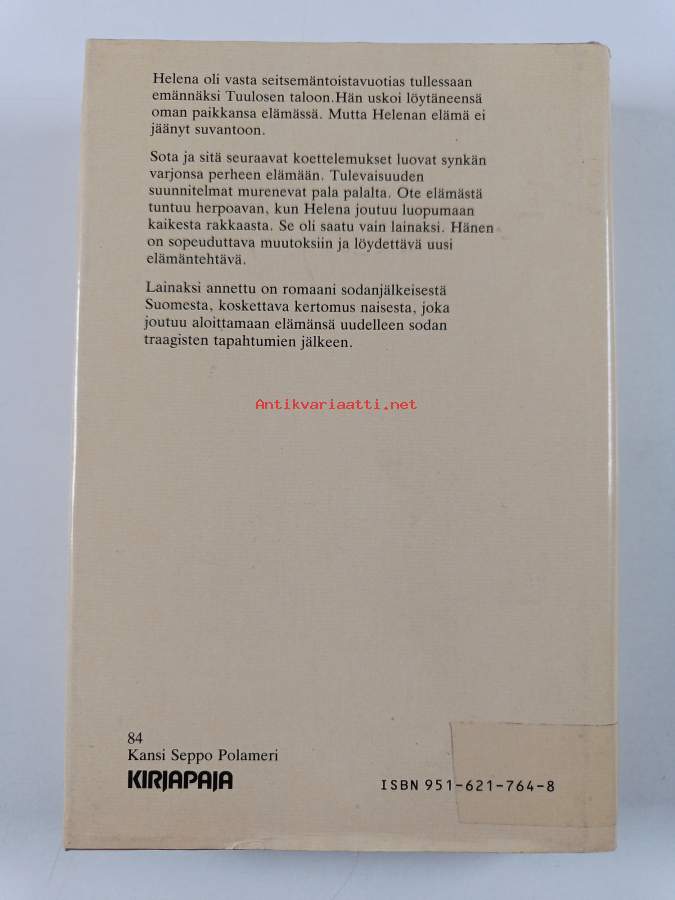 Helena oli vasta seitsemäntoistavuotias tullessaan
emännäksi Tuulosen taloon.Hän uskoi löytäneensä
oman paikkansa elämässä. Mutta Helenan elämä ei
jäänyt suvantoon.
Sota ja sitä seuraavat koettelemukset luovat synkän
varjonsa perheen elämään. Tulevaisuuden
suunnitelmat murenevat pala palalta. Ote elämästä
tuntuu herpoavan, kun Helena joutuu luopumaan
kaikesta rakkaasta. Se oli saatu vain lainaksi. Hänen
on sopeuduttava muutoksiin ja löydettävä uusi
elämäntehtävä.
Lainaksi annettu on romaani sodanjälkeisestä
Suomesta, koskettava kertomus naisesta, joka
joutuu aloittamaan elämänsä uudelleen sodan
traagisten tapahtumien jälkeen.
Antikvariaatti.net
84
Kansi Seppo Polameri
KIRJAPAJA
ISBN 951-621-764-8